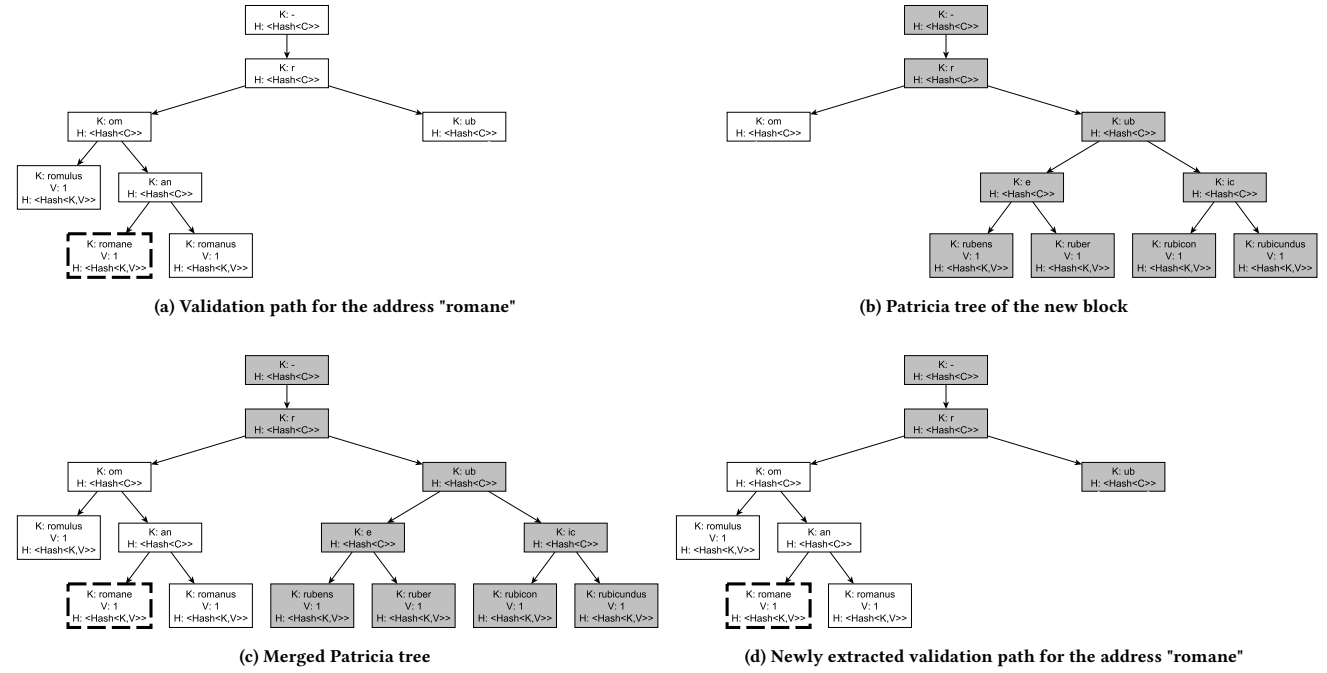 K: -
H: <Hash<C>>
K: r
H: <Hash<C>>
K: om
H: <Hash<C>>
K: ub
H: <Hash<C>>
K: romulus
V: 1
H: <Hash<K,V>>
K: an
H: <Hash<C>>
K: romane
V: 1
H: <Hash<K,V>>
K: romanus
V: 1
H: <Hash<K,V>>
(a) Validation path for the address "romane"
K: -
H: <Hash<C>>
K: r
H: <Hash<C>>
K: om
H: <Hash<C>>
K: ub
H: <Hash<C>>
K: e
H: <Hash<C>>
K: ic
H: <Hash<C>>
K: rubens
V: 1
H: <Hash<K,V>>
K: ruber
V: 1
H: <Hash<K,V>>
K: rubicon
V: 1
H: <Hash<K,V>>
K: rubicundus
V: 1
H: <Hash<K,V>>
(b) Patricia tree of the new block
K: -
H: <Hash<C>>
K: r
H: <Hash<C>>
K: om
H: <Hash<C>>
K: ub
H: <Hash<C>>
K: romulus
V: 1
H: <Hash<K,V>>
K: an
H: <Hash<C>>
K: e
H: <Hash<C>>
K: ic
H: <Hash<C>>
K: romane
V: 1
H: <Hash<K,V>>
K: romanus
V: 1
H: <Hash<K,V>>
K: rubens
V: 1
H: <Hash<K,V>>
K: ruber
V: 1
H: <Hash<K,V>>
K: rubicon
V: 1
H: <Hash<K,V>>
K: rubicundus
V: 1
H: <Hash<K,V>>
(c) Merged Patricia tree
K: -
H: <Hash<C>>
K: r
H: <Hash<C>>
K: om
H: <Hash<C>>
K: ub
H: <Hash<C>>
K: romulus
V: 1
H: <Hash<K,V>>
K: an
H: <Hash<C>>
K: romane
V: 1
H: <Hash<K,V>>
K: romanus
V: 1
H: <Hash<K,V>>
(d) Newly extracted validation path for the address "romane"